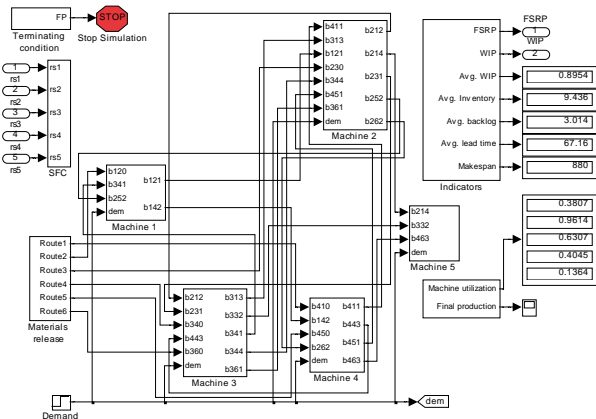 FP
Terminating
condition
STOP
Stop Simulation
1
rs1
2
rs2
3
rs3
4
rs4
5
rs5
rs1
rs2
rs3
rs4
rs5
SFC
b411
b313
b121
b230
b344
b451
b361
dem
b212
b214
b231
b252
b262
Machine 2
FSRP
WIP
Avg. WIP
Avg. Inventory
Avg. backlog
Avg. lead time
Makespan
Indicators
FSRP
1
WIP
2
0.8954
9.436
3.014
67.16
880
b120
b341
b252
dem
b121
b142
Machine 1
b214
b332
b463
dem
Machine 5
0.3807
0.9614
0.6307
0.4045
0.1364
Machine utilization
Final production
Route1
Route2
Route3
Route4
Route5
Route6
Materials
release
b212
b231
b340
b443
b360
dem
b313
b332
b341
b344
b361
Machine 3
b410
b142
b450
b262
dem
b411
b443
b451
b463
Machine 4
Demand
dem